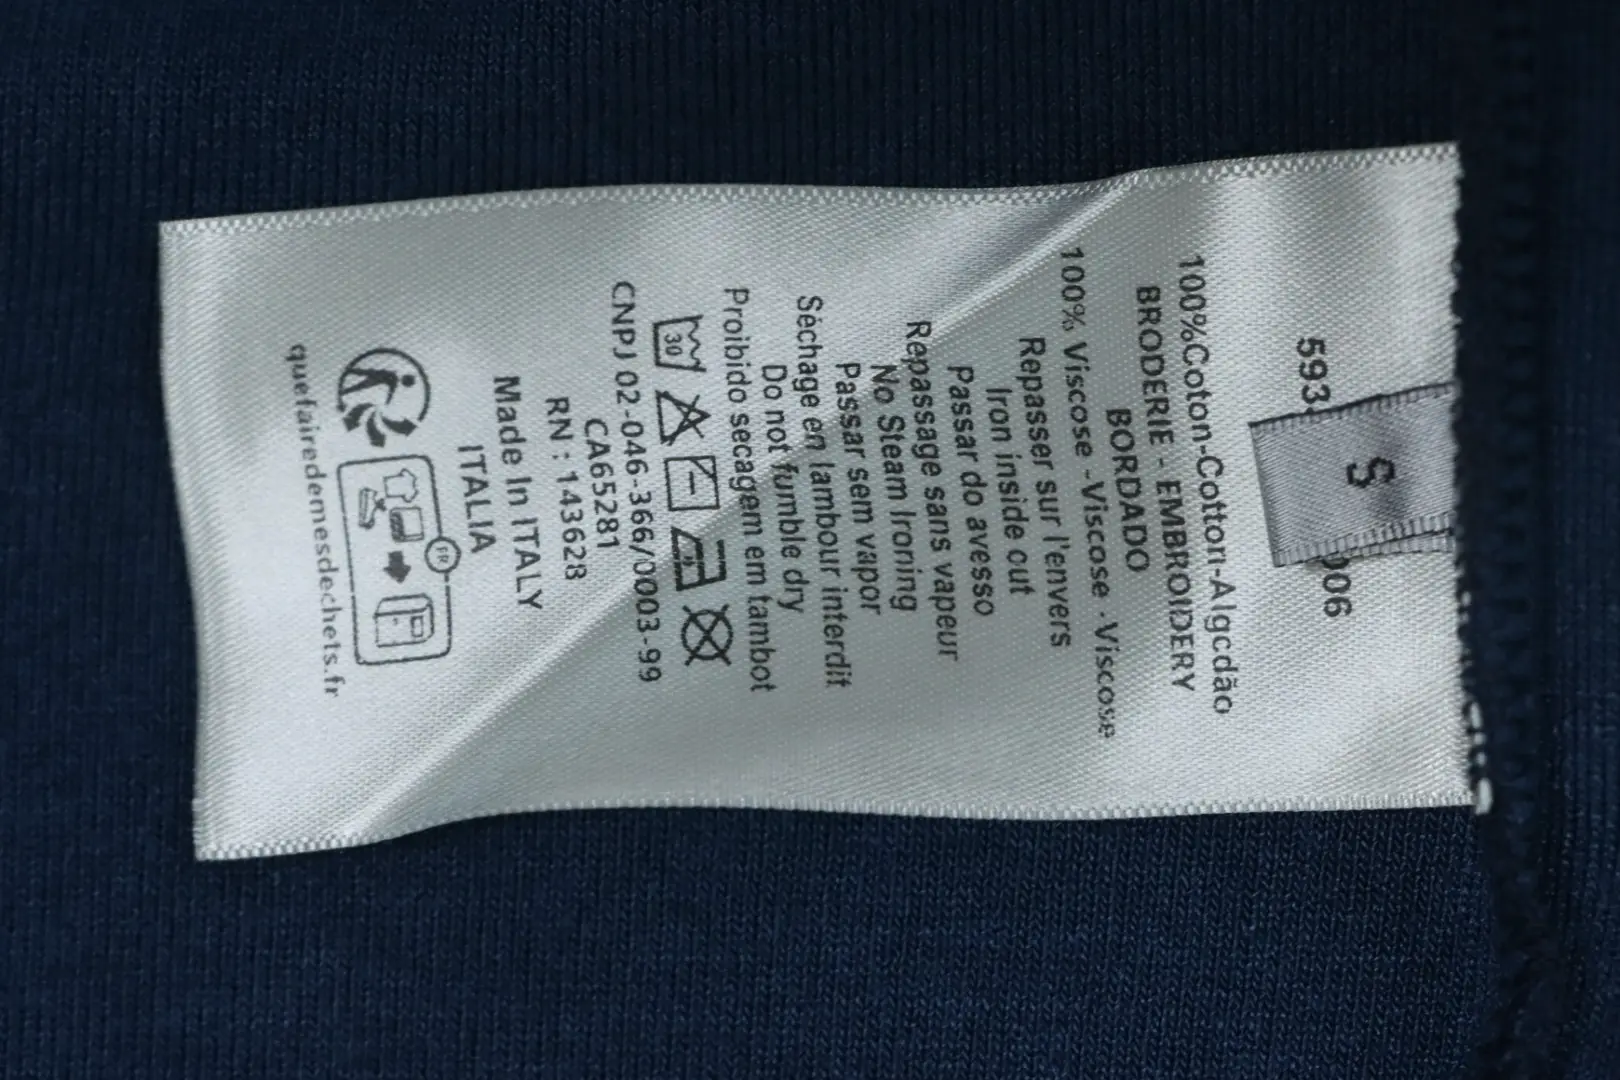 S
593
006
100%Coton-Cotton-Algodão
BRODERIE - EMBROIDERY
BORDADO
100% Viscose -Viscose -Viscose
Repasser sur l'envers
Iron inside out
Passar do avesso
Repassage sans vapeur
No Steam Ironing
Passar sem vapor
Séchage en tambour interdit
Do not tumble dry
Proibido secagem em tambot
30
CNPJ 02-046-366/0003-99
CA65281
RN : 143628
Made In ITALY
ITALIA
FR
quefairedemesdechets.fr